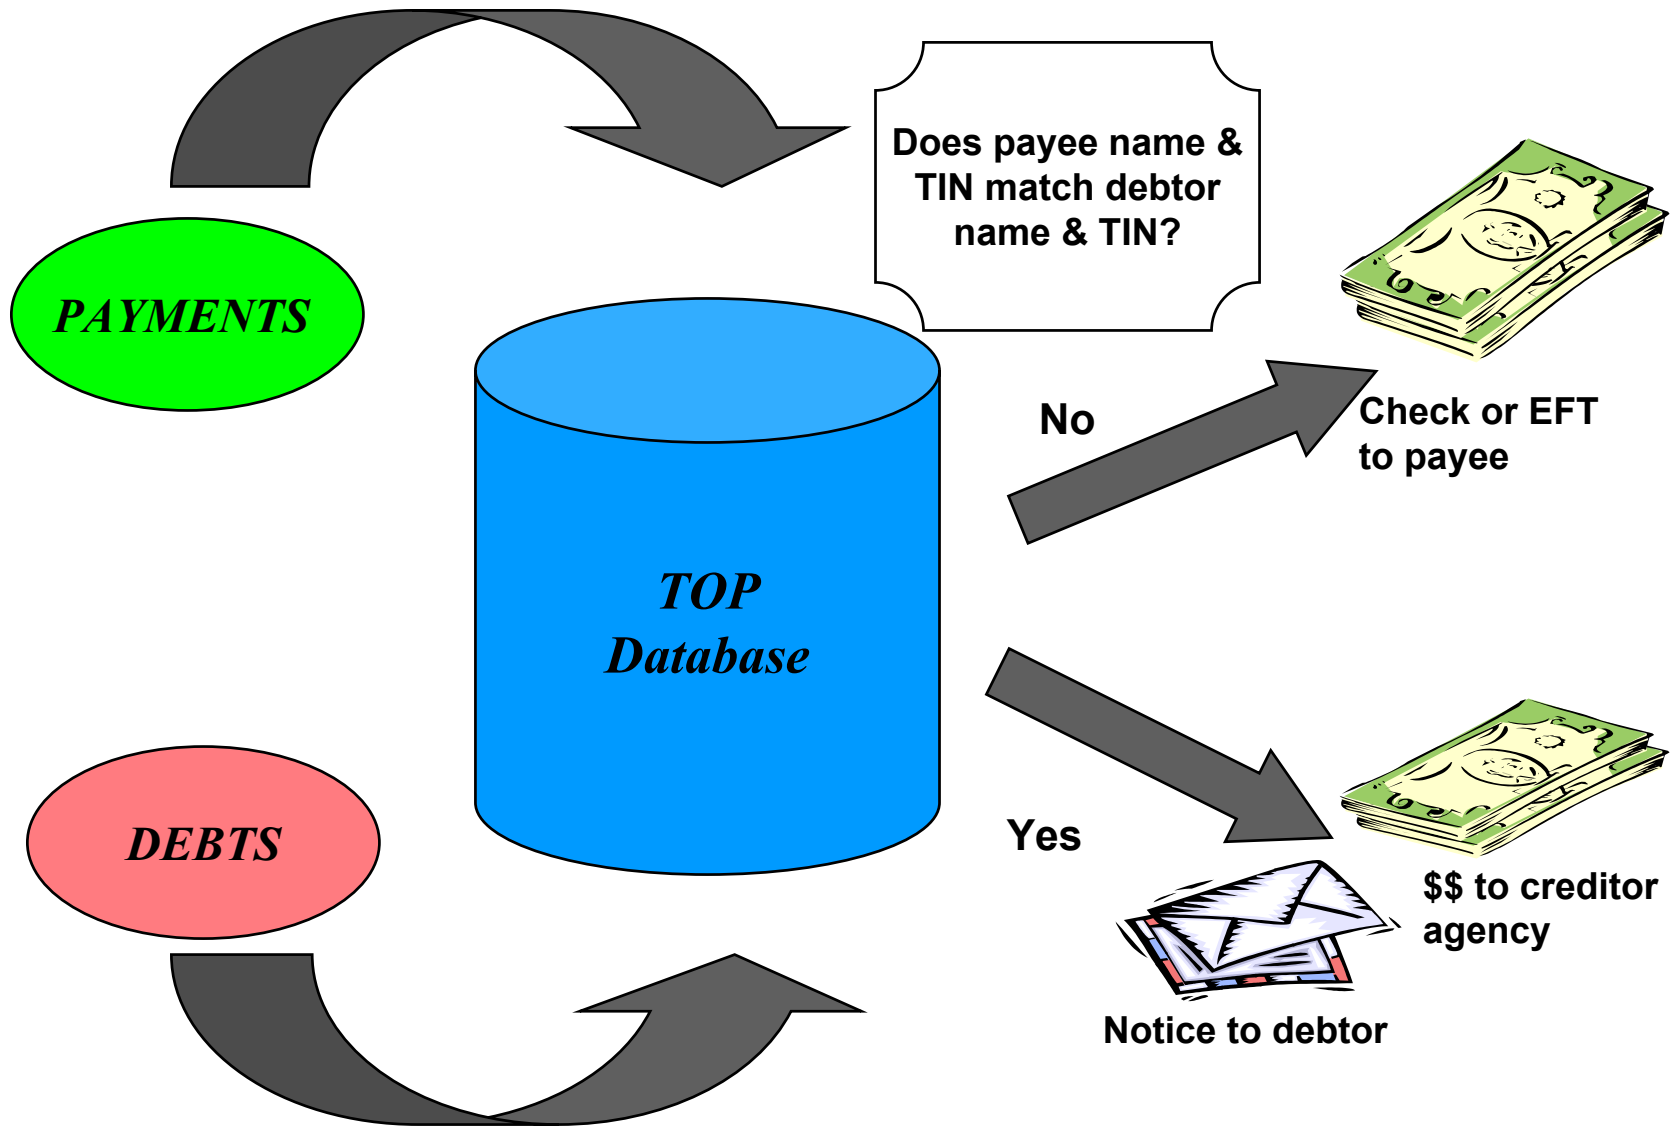 Does payee name &
TIN match debtor
name & TIN?
PAYMENTS
No
Check or EFT
to payee
TOP
Database
DEBTS
Yes
$$ to creditor
agency
Notice to debtor